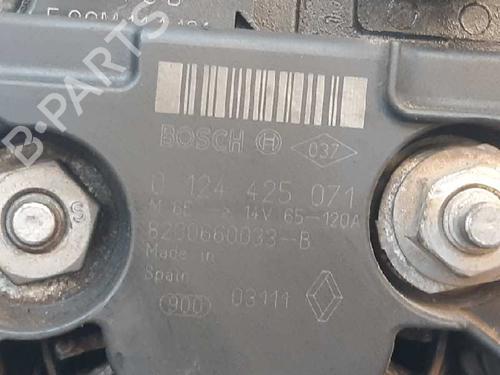 BOSCH
037
0 124 425 071
14V 65-120A
8200660033-B
Made in
Spain
900 03111
S
B-PARTS